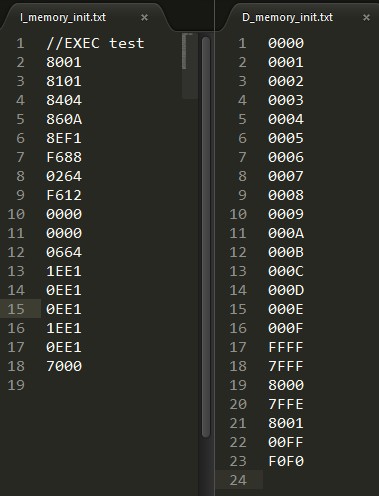 I_memory_init.txt ×
1 //EXEC test
2 8001
3 8101
4 8404
5 860A
6 8EF1
7 F688
8 0264
9 F612
10 0000
11 0000
12 0664
13 1EE1
14 0EE1
15 0EE1
16 1EE1
17 0EE1
18 7000
19
D_memory_init.txt ×
1 0000
2 0001
3 0002
4 0003
5 0004
6 0005
7 0006
8 0007
9 0008
10 0009
11 000A
12 000B
13 000C
14 000D
15 000E
16 000F
17 FFFF
18 7FFF
19 8000
20 7FFE
21 8001
22 00FF
23 F0F0
24